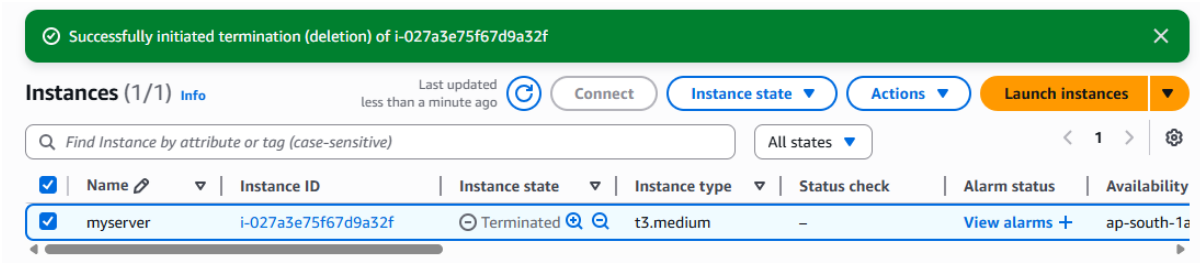 Successfully initiated termination (deletion) of i-027a3e75f67d9a32f
Instances (1/1) Info
Last updated
less than a minute ago
Connect
Instance state
Actions
Launch instances
Find Instance by attribute or tag (case-sensitive)
All states
1
Name Instance ID Instance state Instance type Status check Alarm status Availability
myserver i-027a3e75f67d9a32f Terminated t3.medium – View alarms + ap-south-1a